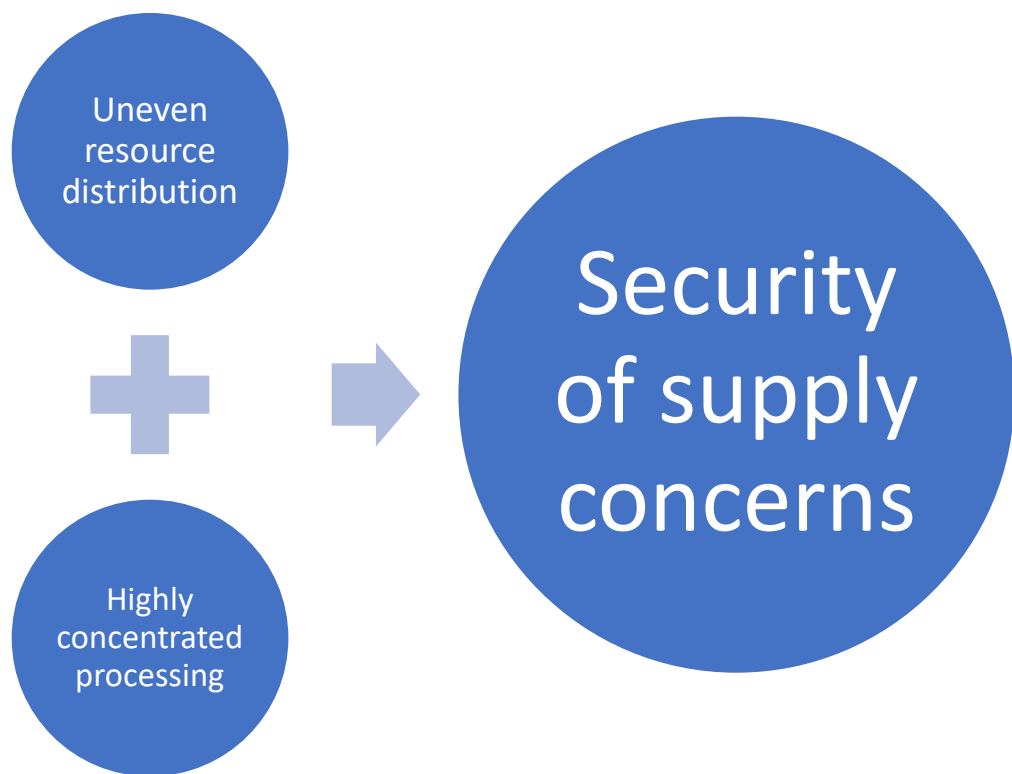 Uneven
resource
distribution
Highly
concentrated
processing
Security
of supply
concerns